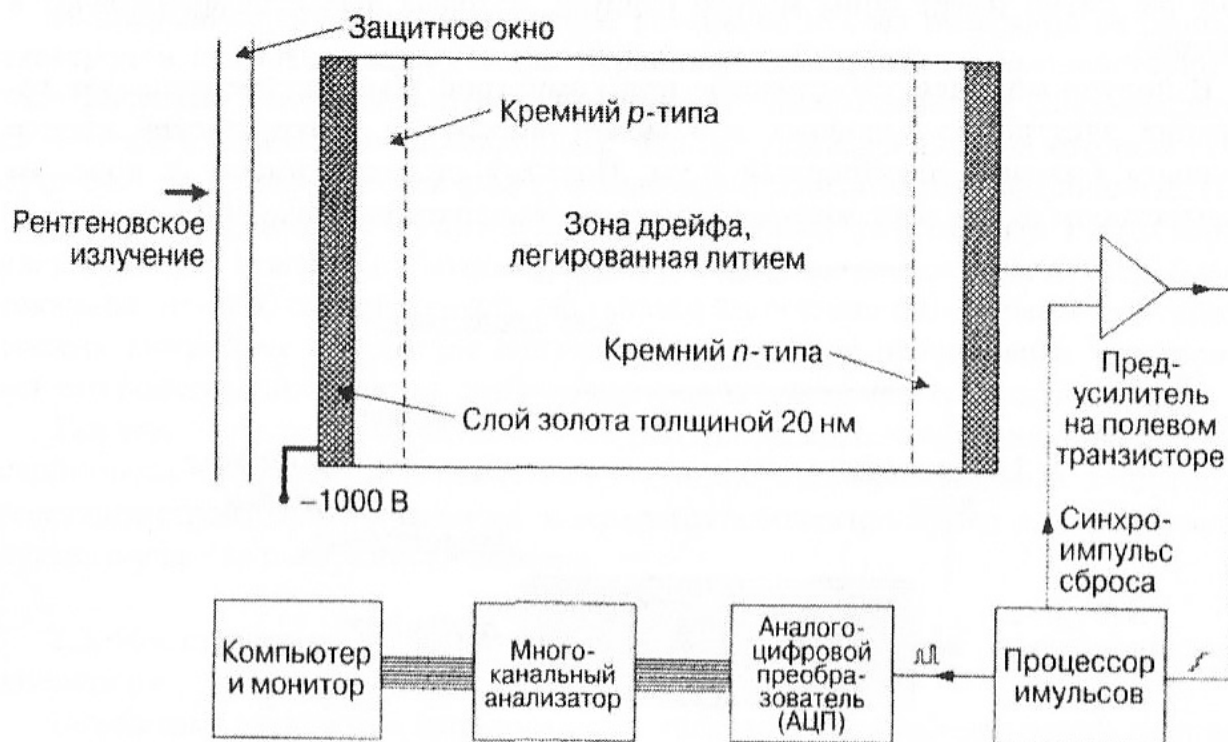 Защитное окно
Кремний p-типа
Рентгеновское
излучение
Зона дрейфа,
легированная литием
Кремний n-типа
Слой золота толщиной 20 нм
–1000 В
Пред-
усилитель
на полевом
транзисторе
Синхро-
импульс
сброса
Компьютер
и монитор
Много-
канальный
анализатор
Аналого-
цифровой
преобра-
зователь
(АЦП)
Процессор
имульсов